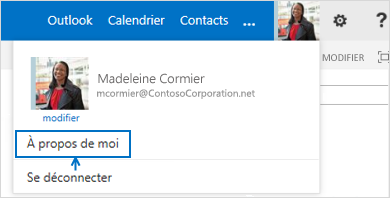 Outlook Calendrier Contacts ... ?
MODIFIER
Madeleine Cormier
mcormier@ContosoCorporation.net
modifier
À propos de moi
Se déconnecter